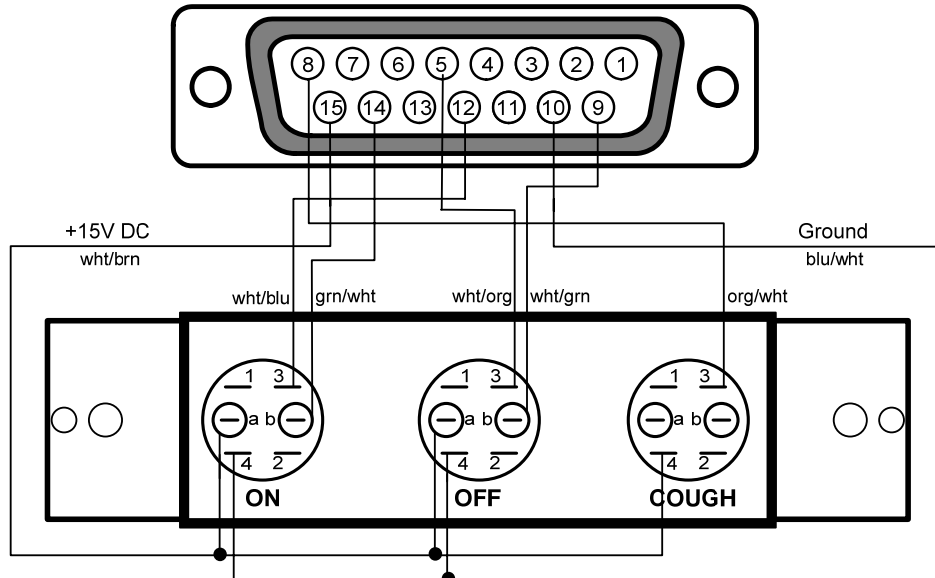 8 7 6 5 4 3 2 1
15 14 13 12 11 10 9
+15V DC
wht/brn
Ground
blu/wht
wht/blu grn/wht wht/org wht/grn org/wht
1 3 1 3 1 3
a b a b a b
4 2 4 2 4 2
ON OFF COUGH